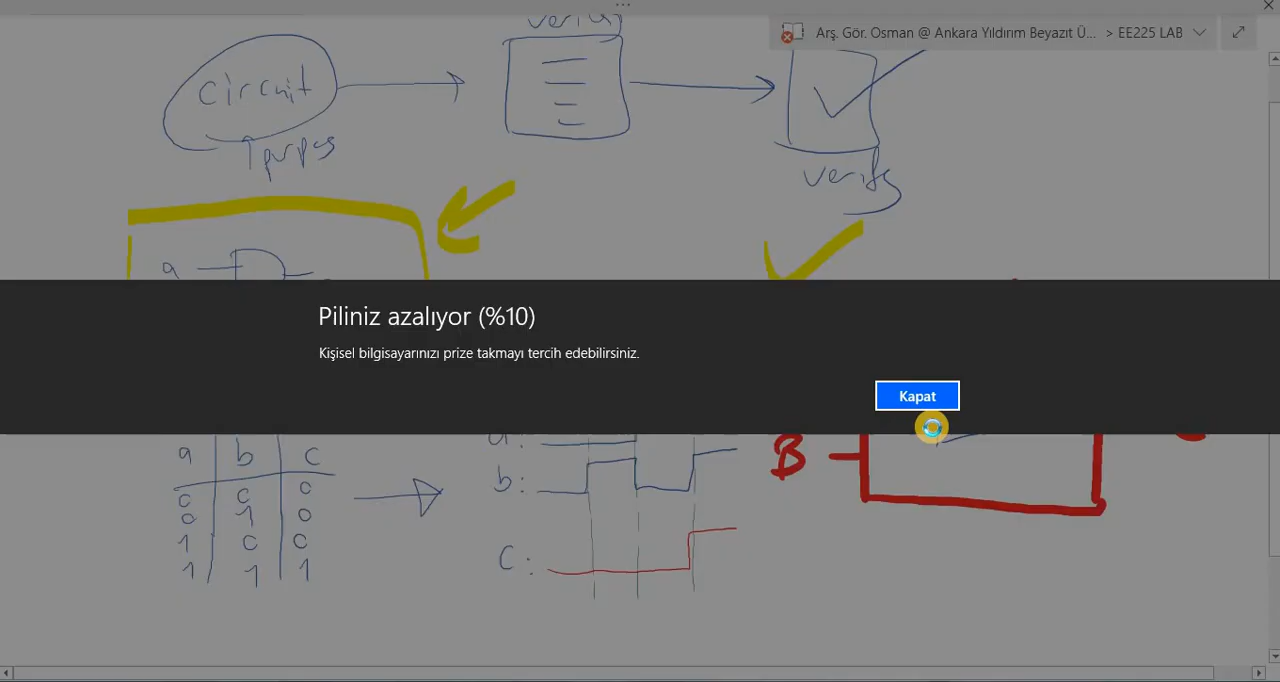 verify
Arş. Gör. Osman @ Ankara Yıldırım Beyazıt Ü... > EE225 LAB
circuit
verify
a
Piliniz azalıyor (%10)
Kişisel bilgisayarınızı prize takmayı tercih edebilirsiniz.
Kapat
a b c
b:
B
0 0 0
0 1 0
1 0 0
1 1 1
C: